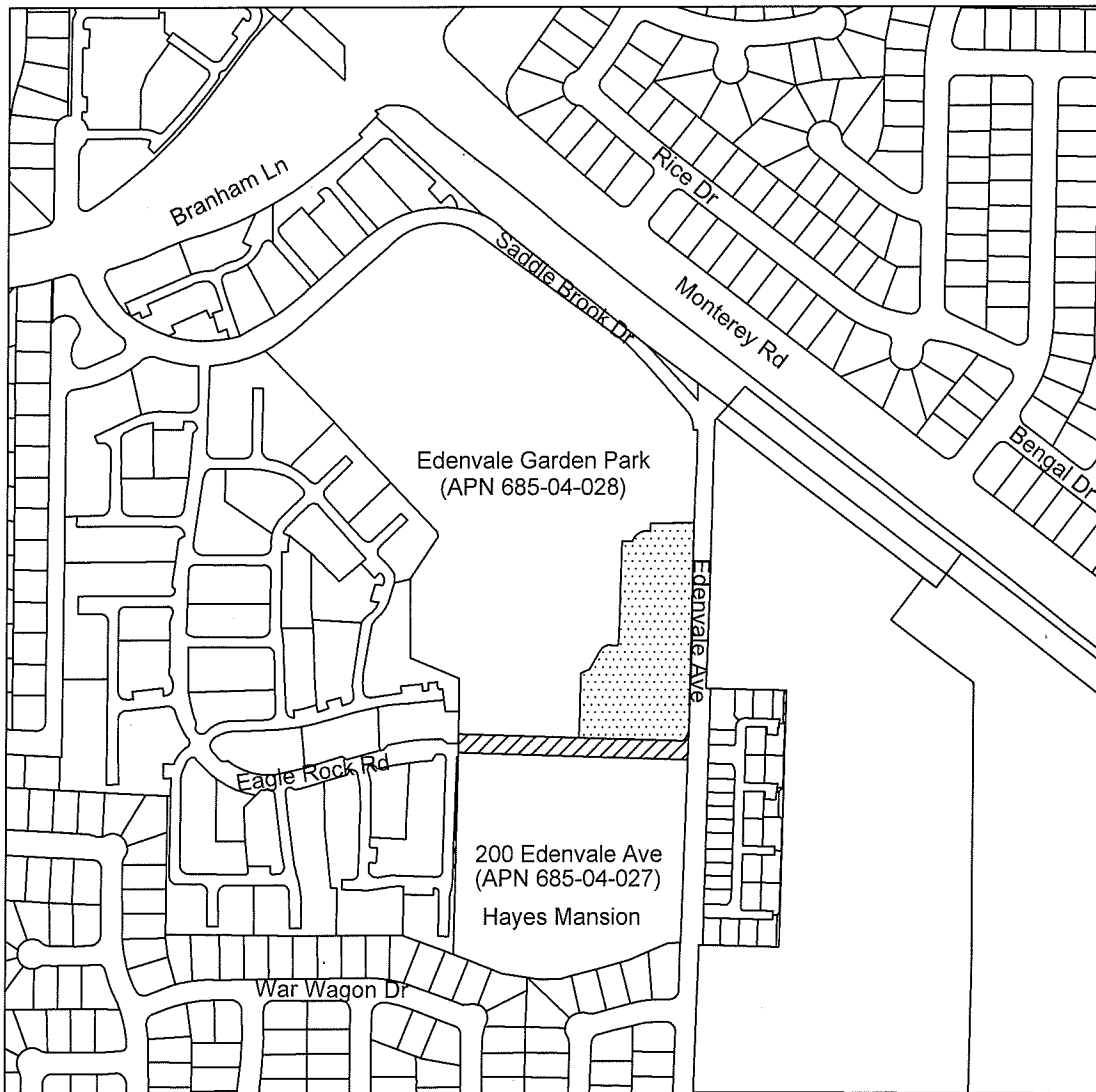 Branham Ln
Rice Dr
Saddle Brook Dr
Monterey Rd
Bengal Dr
Edenvale Garden Park
(APN 685-04-028)
Edenvale Ave
Eagle Rock Rd
200 Edenvale Ave
(APN 685-04-027)
Hayes Mansion
War Wagon Dr